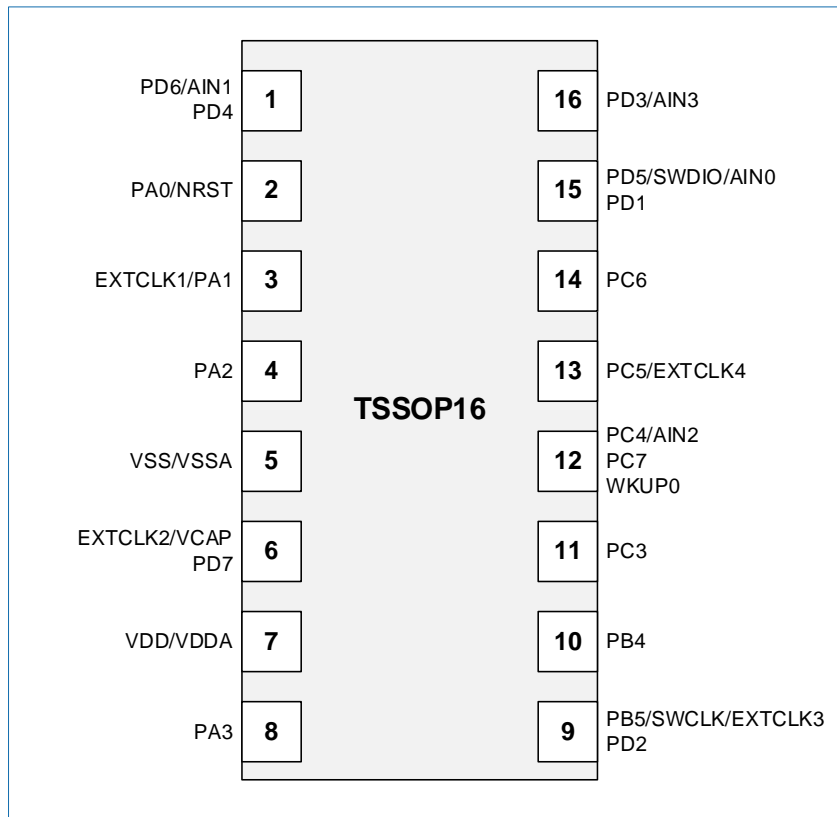 PD6/AIN1
PD4
1
16
PD3/AIN3
PA0/NRST
2
15
PD5/SWDIO/AIN0
PD1
EXTCLK1/PA1
3
14
PC6
PA2
4
13
PC5/EXTCLK4
TSSOP16
VSS/VSSA
5
12
PC4/AIN2
PC7
WKUP0
EXTCLK2/VCAP
PD7
6
11
PC3
VDD/VDDA
7
10
PB4
PA3
8
9
PB5/SWCLK/EXTCLK3
PD2